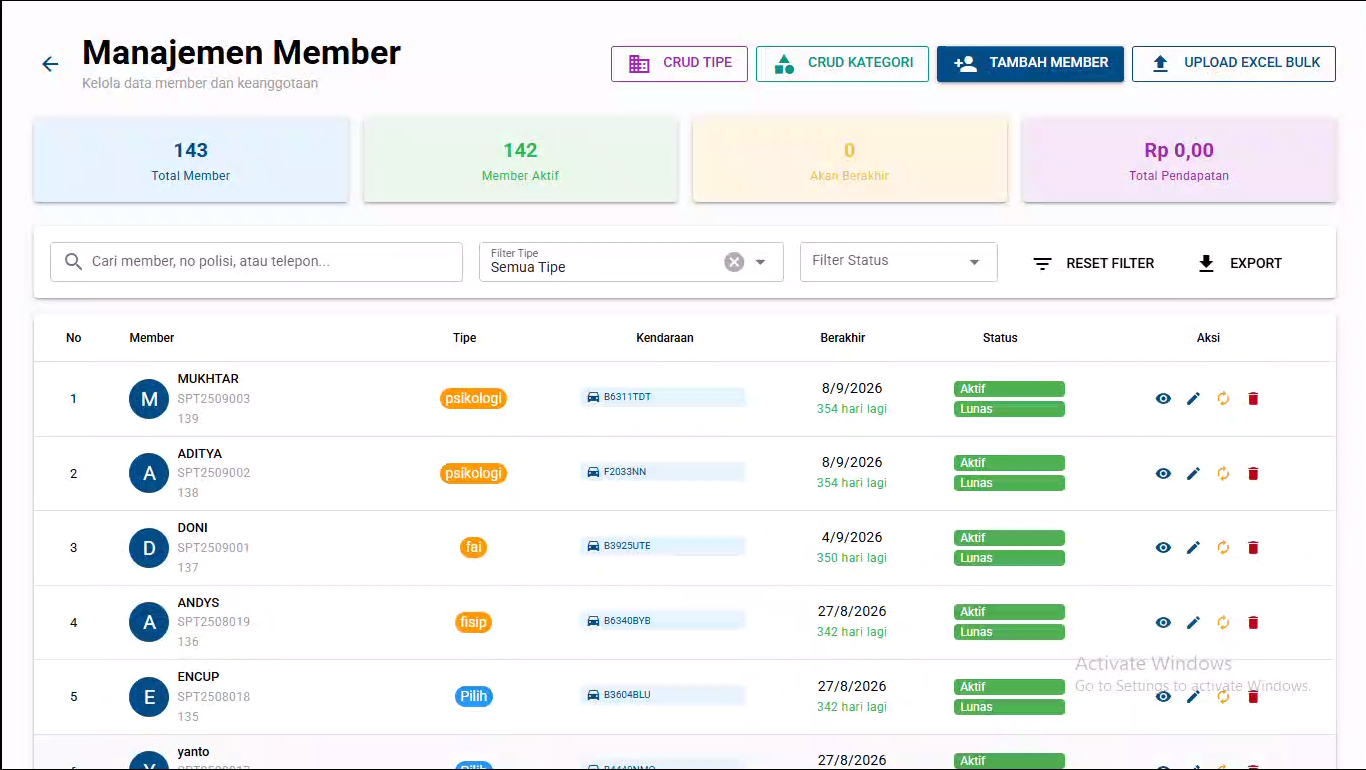 Manajemen Member
Kelola data member dan keanggotaan
CRUD TIPE
CRUD KATEGORI
TAMBAH MEMBER
UPLOAD EXCEL BULK
143
Total Member
142
Member Aktif
0
Akan Berakhir
Rp 0,00
Total Pendapatan
Cari member, no polisi, atau telepon...
Filter Tipe
Semua Tipe
Filter Status
RESET FILTER
EXPORT
No Member Tipe Kendaraan Berakhir Status Aksi
1
M
MUKHTAR
SPT2509003
139
psikologi
B6311TDT
8/9/2026
354 hari lagi
Aktif
Lunas
2
A
ADITYA
SPT2509002
138
psikologi
F2033NN
8/9/2026
354 hari lagi
Aktif
Lunas
3
D
DONI
SPT2509001
137
fai
B3925UTE
4/9/2026
350 hari lagi
Aktif
Lunas
4
A
ANDYS
SPT2508019
136
fisip
B6340BYB
27/8/2026
342 hari lagi
Aktif
Lunas
5
E
ENCUP
SPT2508018
135
Pilih
B3604BLU
27/8/2026
342 hari lagi
Aktif
Lunas
Activate Windows
Go to Settings to activate Windows.
yanto
27/8/2026
Aktif